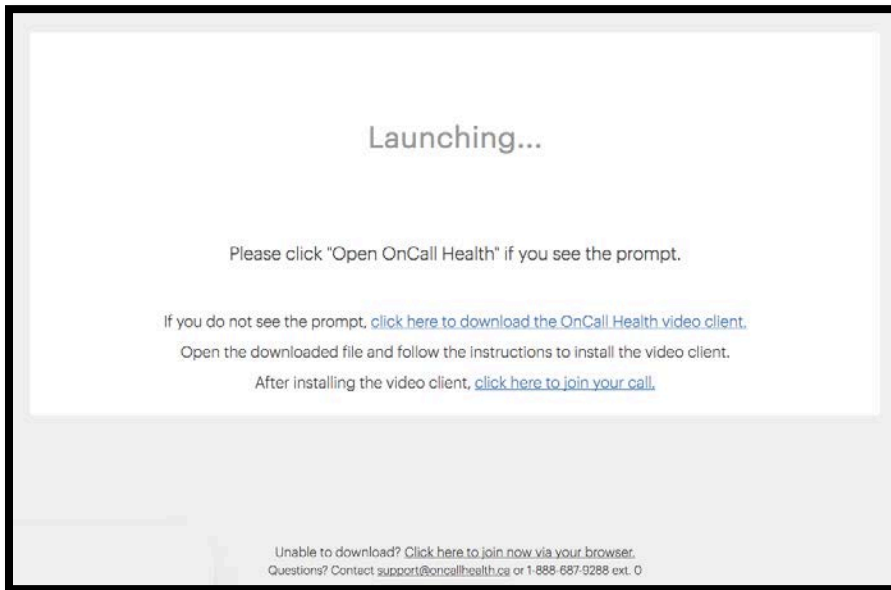 Launching...
Please click "Open OnCall Health" if you see the prompt.
If you do not see the prompt, click here to download the OnCall Health video client.
Open the downloaded file and follow the instructions to install the video client.
After installing the video client, click here to join your call.
Unable to download? Click here to join now via your browser.
Questions? Contact support@oncallhealth.ca or 1-888-687-9288 ext. 0